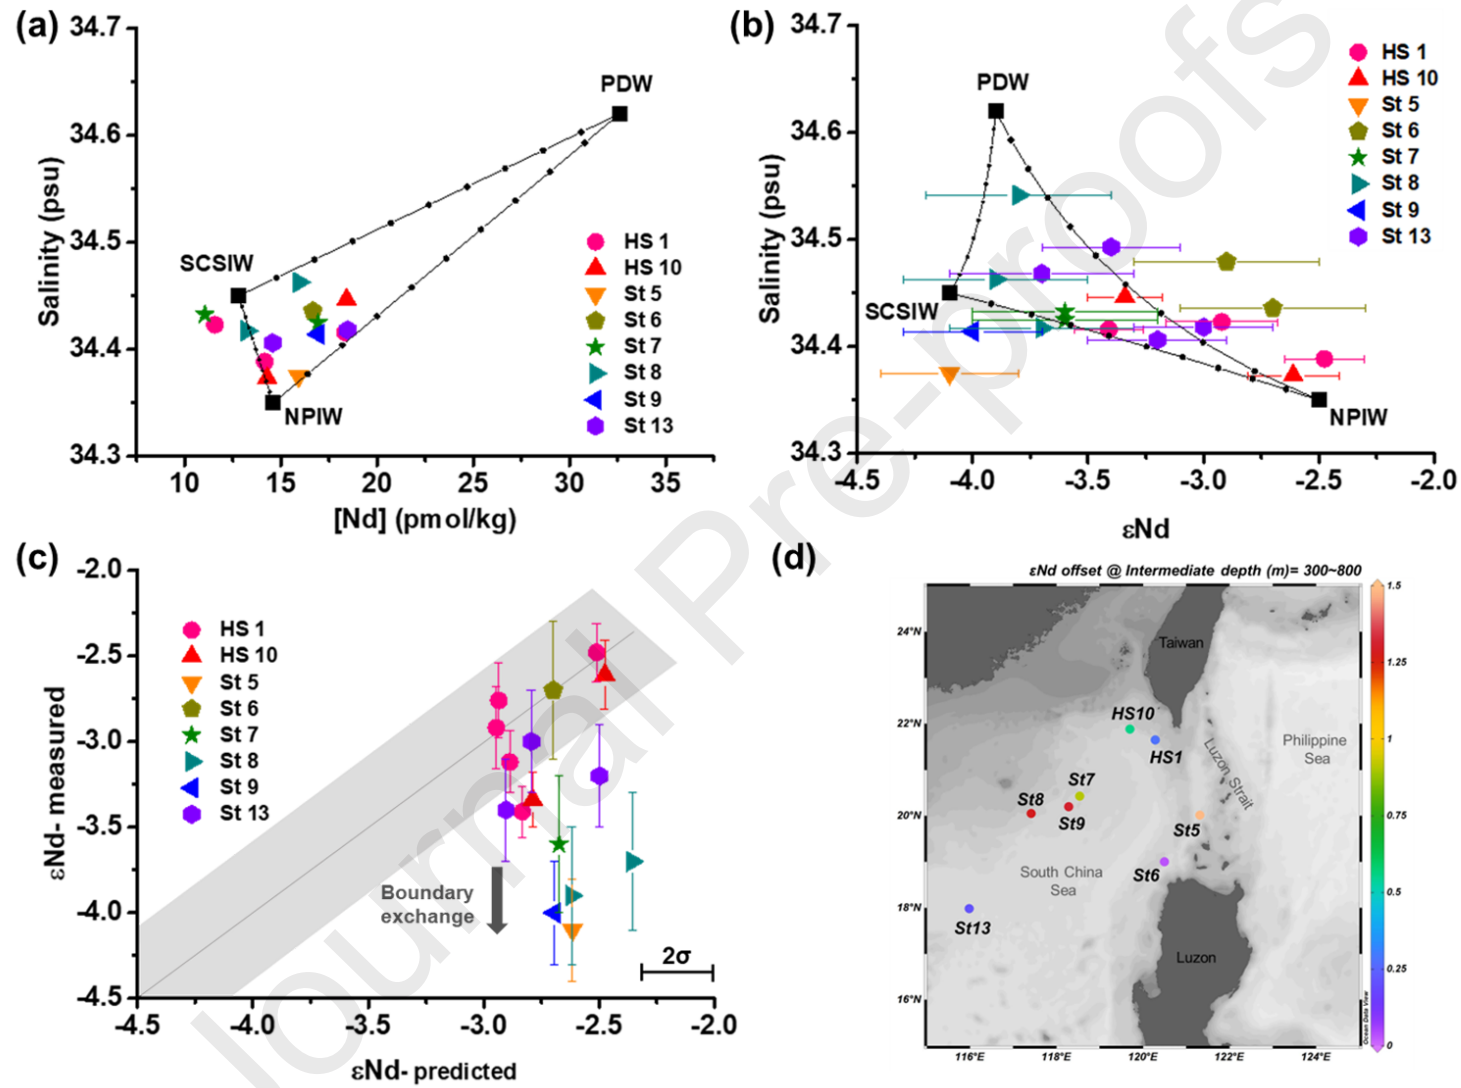 (a)
34.7
34.6
34.5
34.4
34.3
Salinity (psu)
PDW
SCSIW
NPIW
HS 1
HS 10
St 5
St 6
St 7
St 8
St 9
St 13
10
15
20
25
30
35
[Nd] (pmol/kg)
(b)
34.7
34.6
34.5
34.4
34.3
Salinity (psu)
PDW
SCSIW
NPIW
HS 1
HS 10
St 5
St 6
St 7
St 8
St 9
St 13
-4.5
-4.0
-3.5
-3.0
-2.5
-2.0
εNd
(c)
-2.0
-2.5
-3.0
-3.5
-4.0
-4.5
εNd- measured
HS 1
HS 10
St 5
St 6
St 7
St 8
St 9
St 13
Boundary
exchange
2σ
-4.5
-4.0
-3.5
-3.0
-2.5
-2.0
εNd- predicted
(d)
εNd offset @ Intermediate depth (m)= 300~800
24°N
22°N
20°N
18°N
16°N
116°E
118°E
120°E
122°E
124°E
Taiwan
HS10
HS1
Luzon Strait
Philippine
Sea
St7
St8
St9
St5
South China
Sea
St6
St13
Luzon
1.5
1.25
1
0.75
0.5
0.25
0
Ocean Data View
Journal Pre-proofs